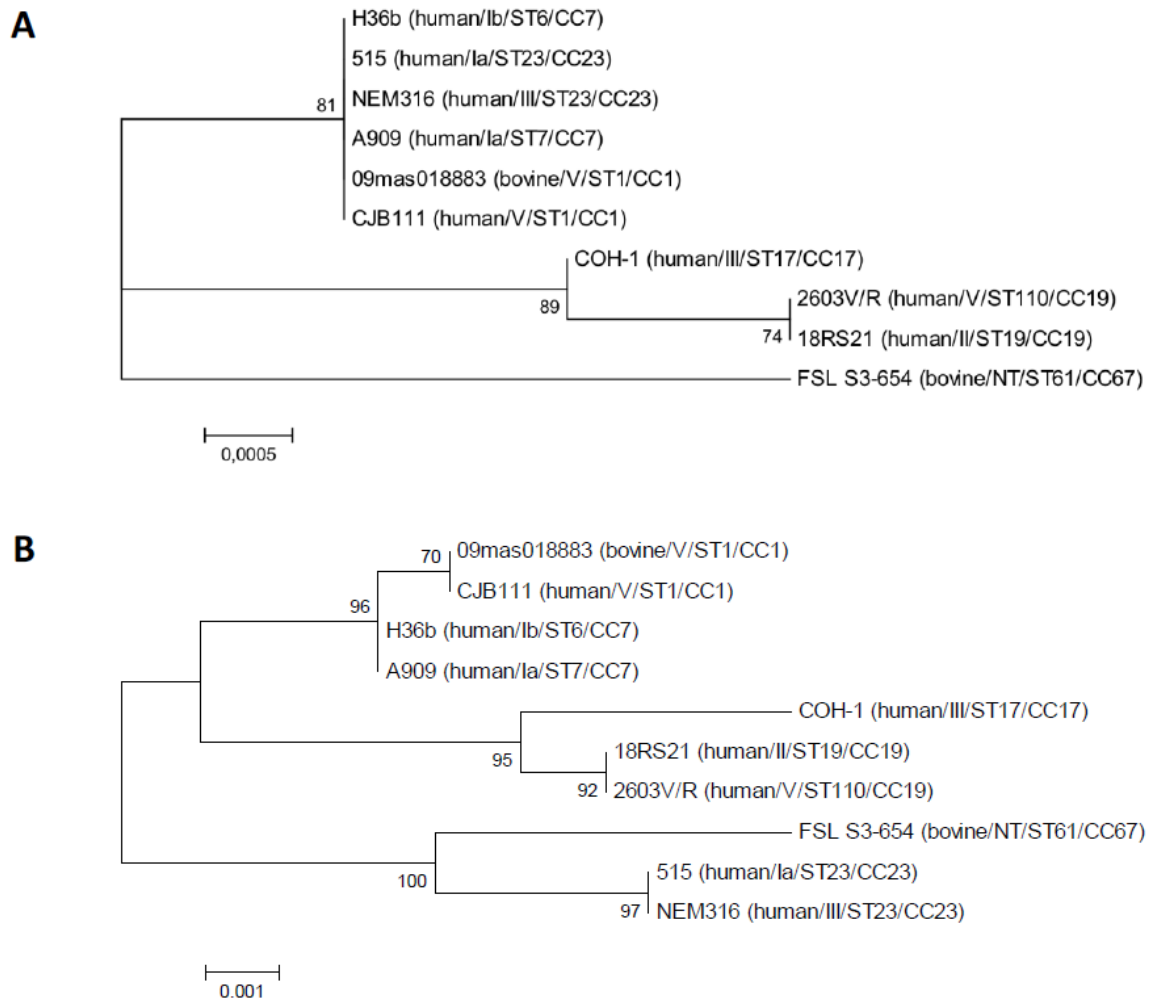 A
H36b (human/Ib/ST6/CC7)
515 (human/Ia/ST23/CC23)
81
NEM316 (human/III/ST23/CC23)
A909 (human/Ia/ST7/CC7)
09mas018883 (bovine/V/ST1/CC1)
CJB111 (human/V/ST1/CC1)
COH-1 (human/III/ST17/CC17)
89
2603V/R (human/V/ST110/CC19)
74
18RS21 (human/II/ST19/CC19)
FSL S3-654 (bovine/NT/ST61/CC67)
0,0005
B
70
09mas018883 (bovine/V/ST1/CC1)
CJB111 (human/V/ST1/CC1)
96
H36b (human/Ib/ST6/CC7)
A909 (human/Ia/ST7/CC7)
COH-1 (human/III/ST17/CC17)
95
18RS21 (human/II/ST19/CC19)
92
2603V/R (human/V/ST110/CC19)
FSL S3-654 (bovine/NT/ST61/CC67)
100
515 (human/Ia/ST23/CC23)
97
NEM316 (human/III/ST23/CC23)
0.001